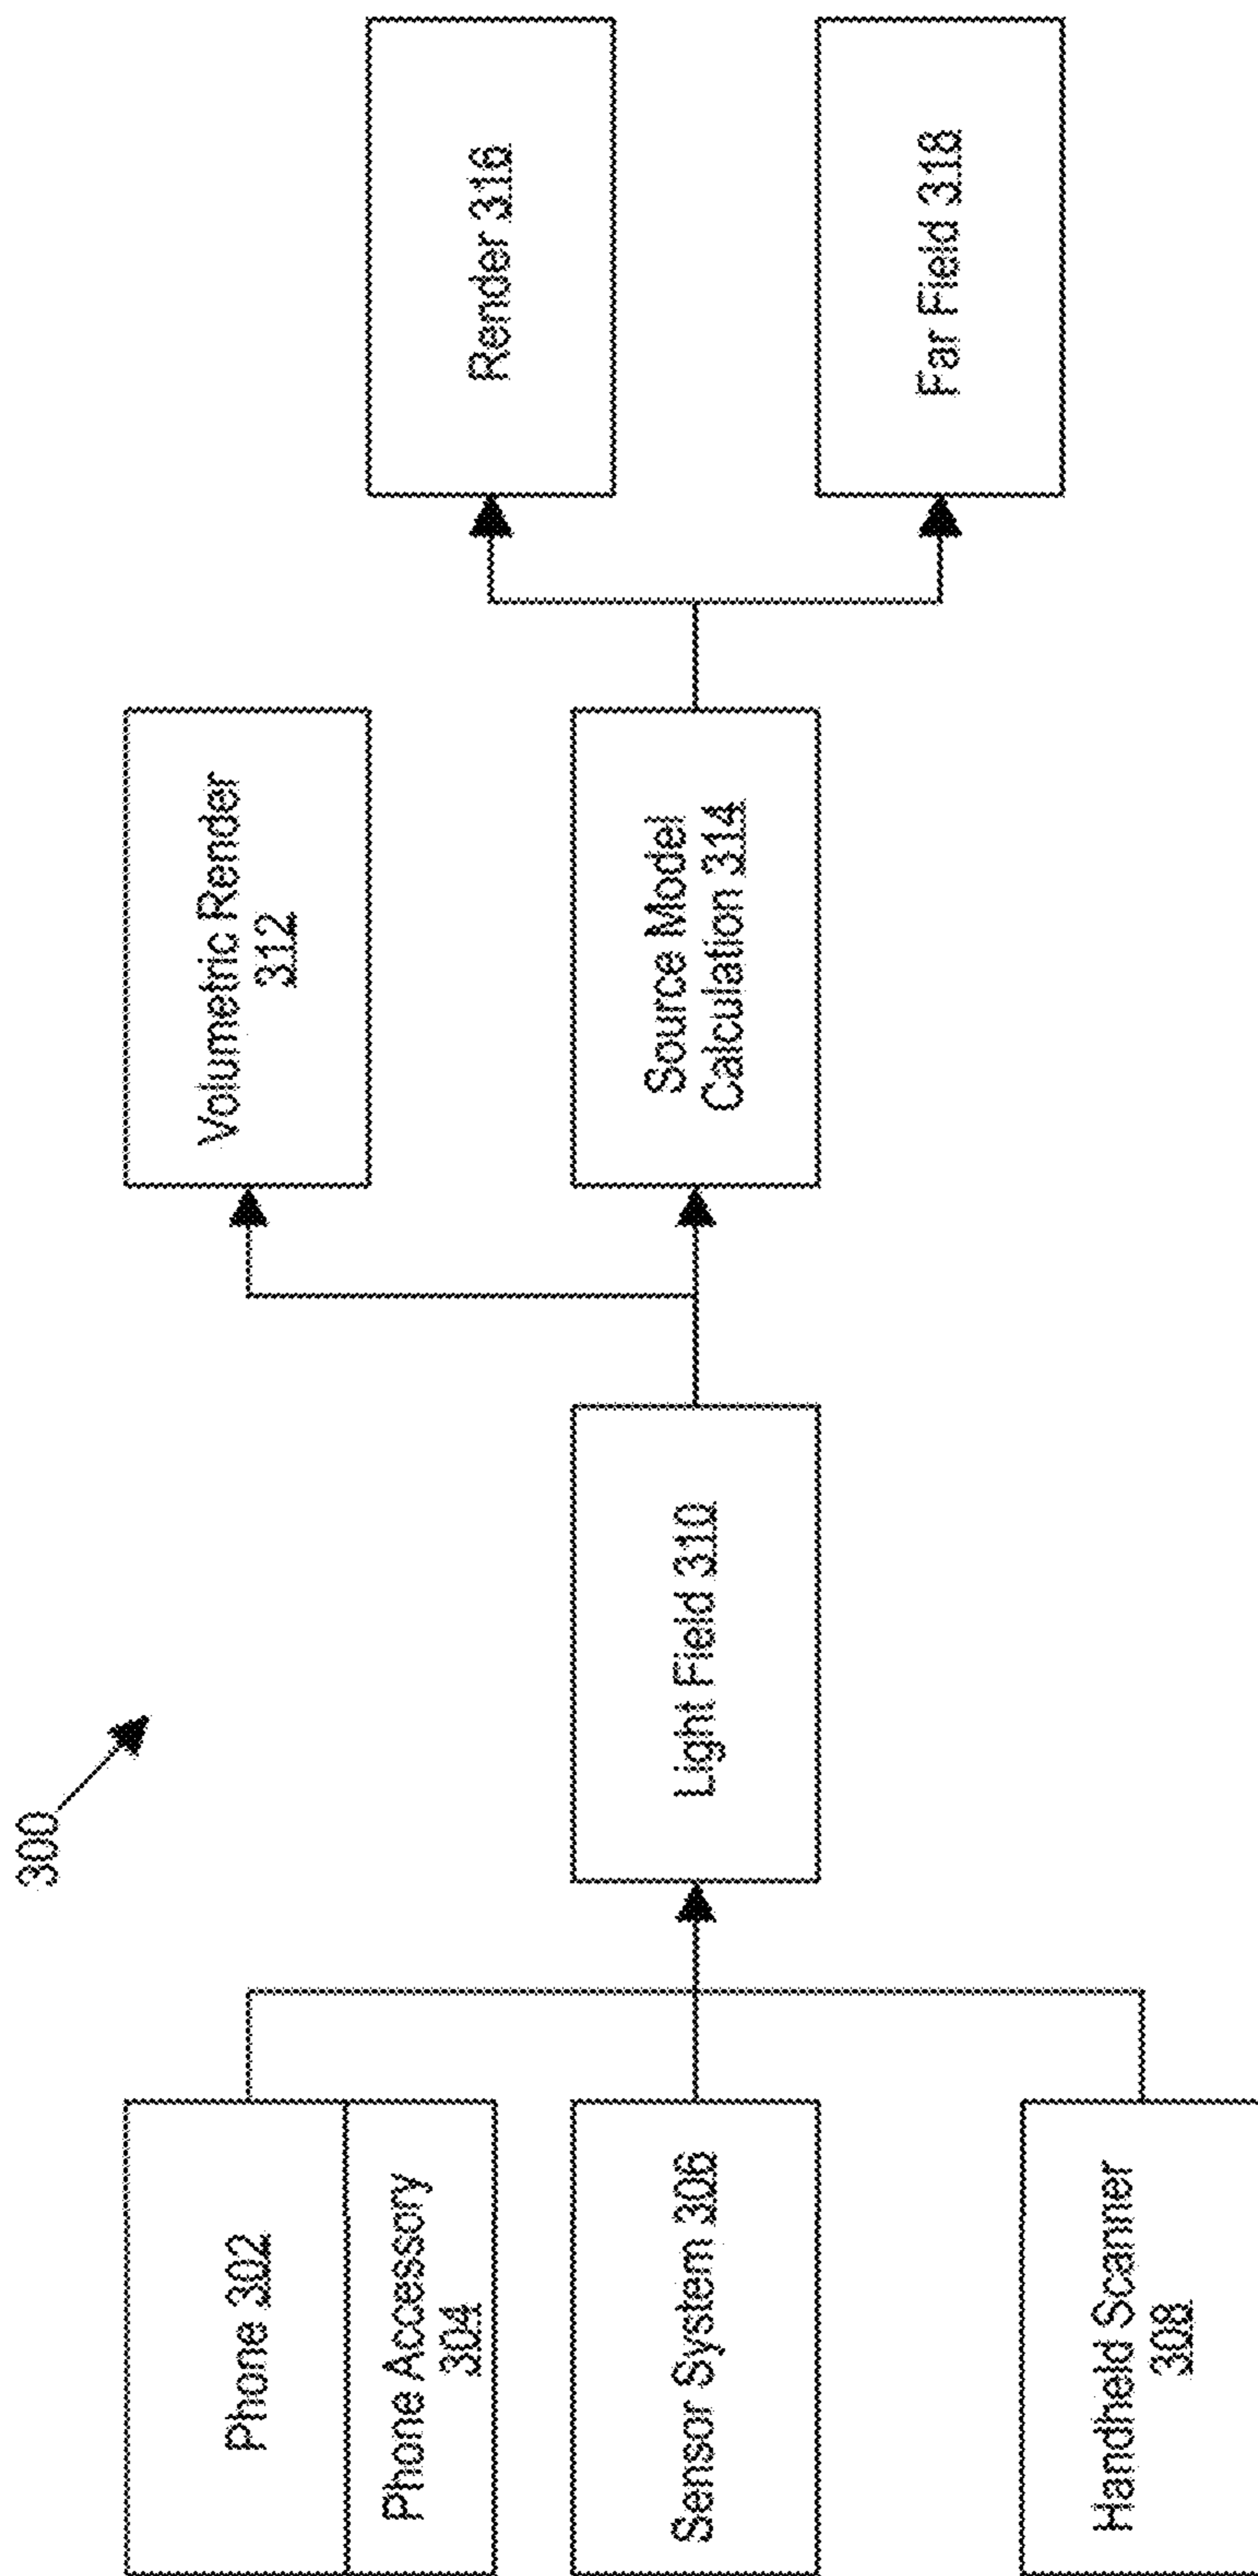 300
Phone 302
Phone Accessory
304
Sensor System 306
Handheld Scanner
308
Light Field 310
Volumetric Render
312
Source Model
Calculation 314
Render 316
Far Field 318